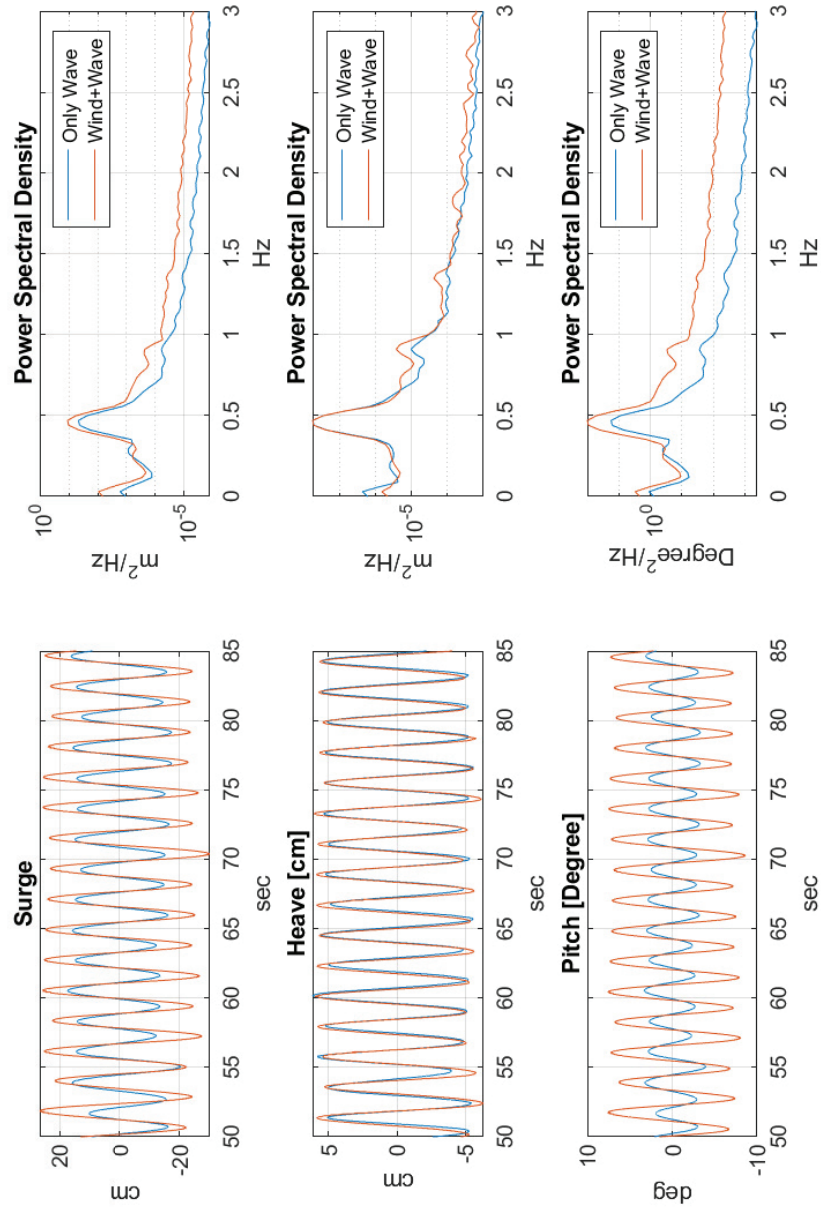 Surge
cm
20
0
-20
50 55 60 65 70 75 80 85
sec
Power Spectral Density
m²/Hz
10⁰
10⁻⁵
Only Wave
Wind+Wave
0 0.5 1 1.5 2 2.5 3
Hz
Heave [cm]
cm
5
0
-5
50 55 60 65 70 75 80 85
sec
Power Spectral Density
m²/Hz
10⁻⁵
Only Wave
Wind+Wave
0 0.5 1 1.5 2 2.5 3
Hz
Pitch [Degree]
deg
10
0
-10
50 55 60 65 70 75 80 85
sec
Power Spectral Density
Degree²/Hz
10⁰
Only Wave
Wind+Wave
0 0.5 1 1.5 2 2.5 3
Hz